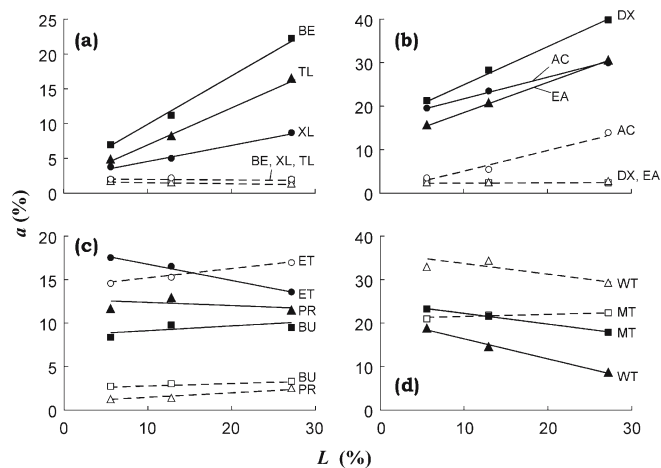 25
20
15
10
5
0
(a)
BE
TL
XL
BE, XL, TL
50
40
30
20
10
0
(b)
DX
AC
EA
AC
DX, EA
a (%)
20
15
10
5
0
(c)
ET
ET
PR
BU
BU
PR
0 10 20 30
40
30
20
10
0
(d)
WT
MT
MT
WT
0 10 20 30
L (%)